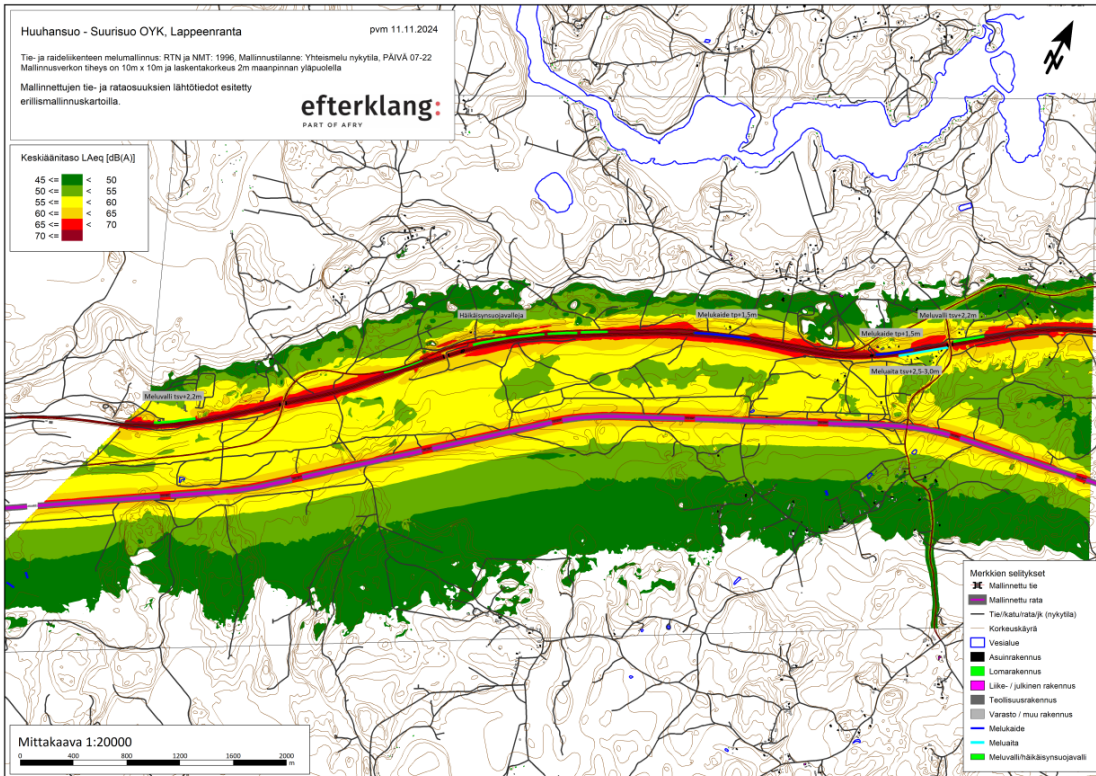 Huuhansuo - Suurisuo OYK, Lappeenranta
pvm 11.11.2024
Tie- ja raideliikenteen melumallinnus: RTN ja NMT: 1996, Mallinnustilanne: Yhteismelu nykytila, PÄIVÄ 07-22
Mallinnusverkon tiheys on 10m x 10m ja laskentakorkeus 2m maanpinnan yläpuolella
Mallinnettujen tie- ja rataosuuksien lähtötiedot esitetty
erillismallinnuskartoilla.
efterklang:
PART OF AFRY
N
Keskiäänitaso LAeq [dB(A)]
45 <= < 50
50 <= < 55
55 <= < 60
60 <= < 65
65 <= < 70
70 <=
Häikäisynsuojavalleja
Melukaide tp+1,5m
Meluvalli tsv+2,2m
Melukaide tp+1,5m
Meluaita tsv+2,5-3,0m
Meluvalli tsv+2,2m
Merkkien selitykset
Mallinnettu tie
Mallinnettu rata
Tie//katu/rata/jk (nykytila)
Korkeuskäyrä
Vesialue
Asuinrakennus
Lomarakennus
Liike- / julkinen rakennus
Teollisuusrakennus
Varasto / muu rakennus
Melukaide
Meluaita
Meluvalli/häikäisynsuojavalli
Mittakaava 1:20000
0 400 800 1200 1600 2000
m